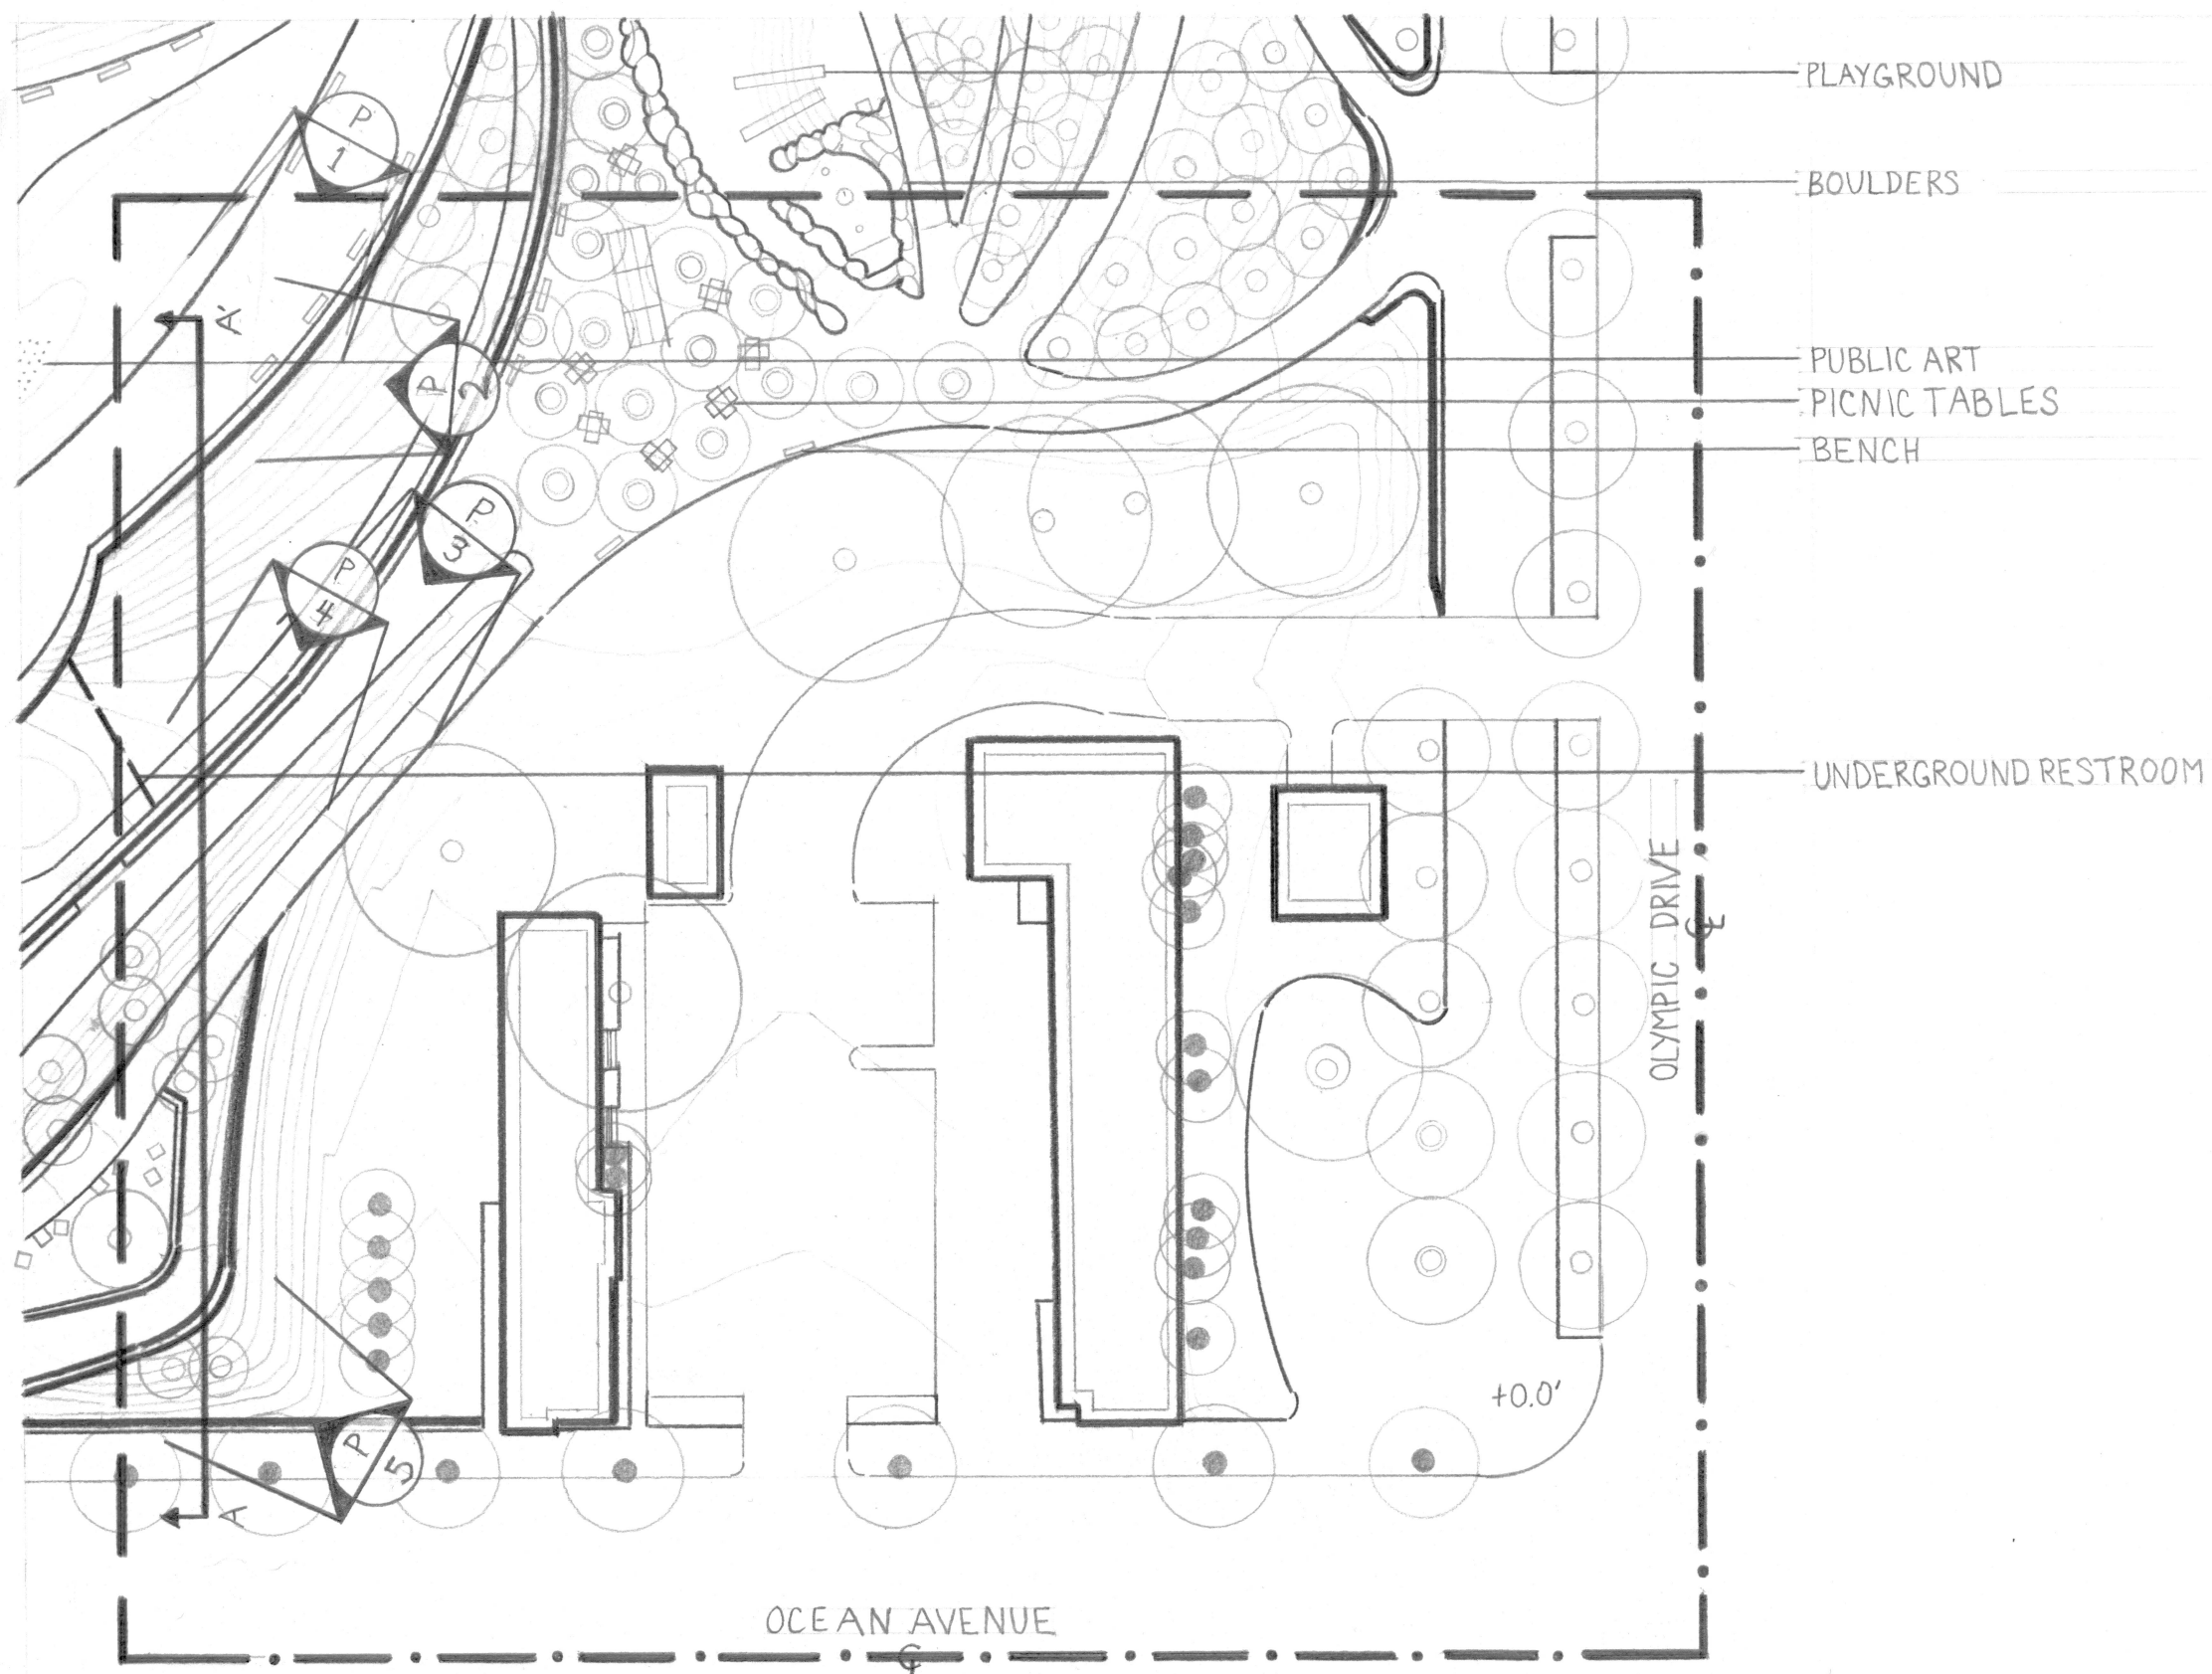 PLAYGROUND
P
1
BOULDERS
A'
PUBLIC ART
P
2
PICNIC TABLES
BENCH
P
3
P
4
UNDERGROUND RESTROOM
OLYMPIC DRIVE
℄
+0.0'
P
5
A
OCEAN AVENUE
℄